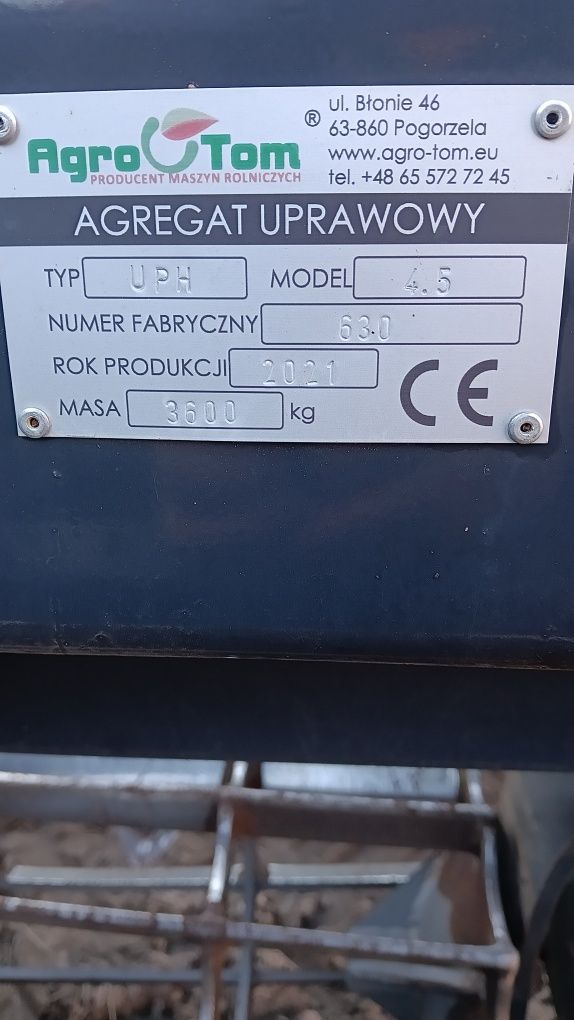 Agro Tom ®
PRODUCENT MASZYN ROLNICZYCH
ul. Błonie 46
63-860 Pogorzela
www.agro-tom.eu
tel. +48 65 572 72 45
AGREGAT UPRAWOWY
TYP UPH MODEL 4.5
NUMER FABRYCZNY 630
ROK PRODUKCJI 2021
MASA 3600 kg
CE